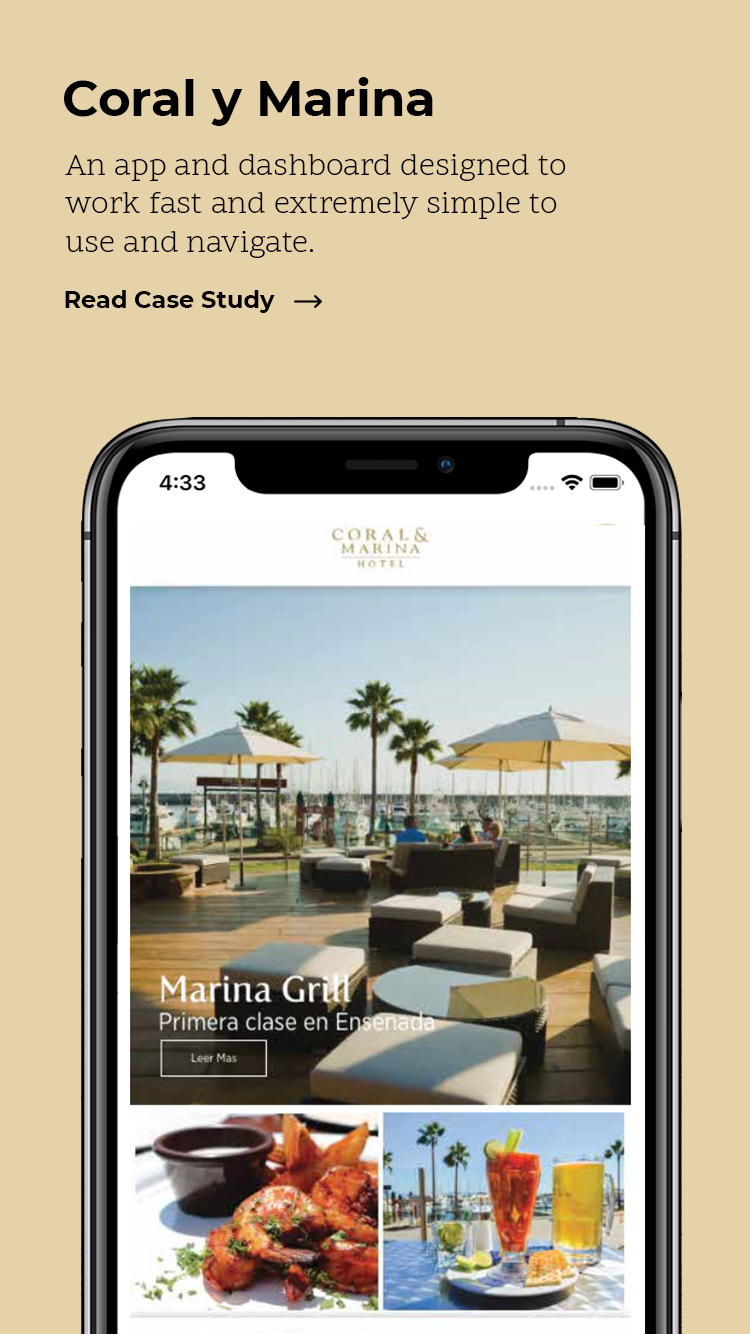 Coral y Marina
An app and dashboard designed to
work fast and extremely simple to
use and navigate.
Read Case Study →
4:33
CORAL &
MARINA
HOTEL
Marina Grill
Primera clase en Ensenada
Leer Mas